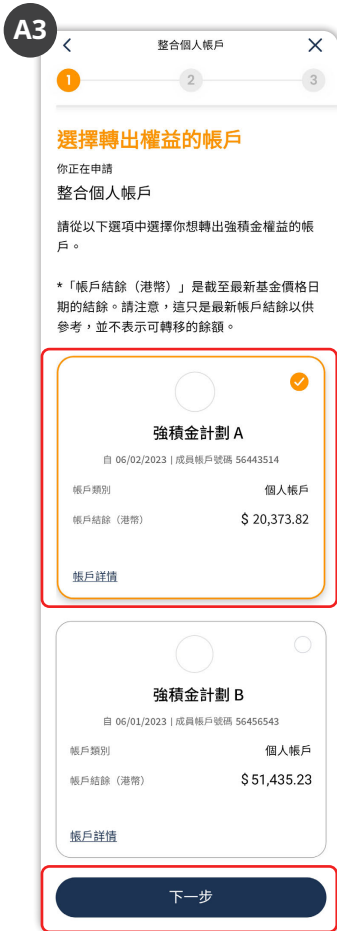 A3
整合個人帳戶
1
2
3
選擇轉出權益的帳戶
你正在申請
整合個人帳戶
請從以下選項中選擇你想轉出強積金權益的帳
戶。
*「帳戶結餘（港幣）」是截至最新基金價格日
期的結餘。請注意，這只是最新帳戶結餘以供
參考，並不表示可轉移的餘額。
強積金計劃 A
自 06/02/2023 | 成員帳戶號碼 56443514
帳戶類別 個人帳戶
帳戶結餘（港幣） $ 20,373.82
帳戶詳情
強積金計劃 B
自 06/01/2023 | 成員帳戶號碼 56456543
帳戶類別 個人帳戶
帳戶結餘（港幣） $ 51,435.23
帳戶詳情
下一步